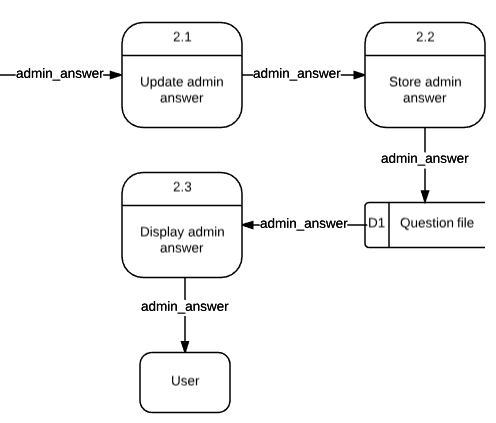 2.1
2.2
admin_answer
admin_answer
Update admin
answer
Store admin
answer
admin_answer
2.3
Display admin
answer
admin_answer
D1
Question file
admin_answer
User